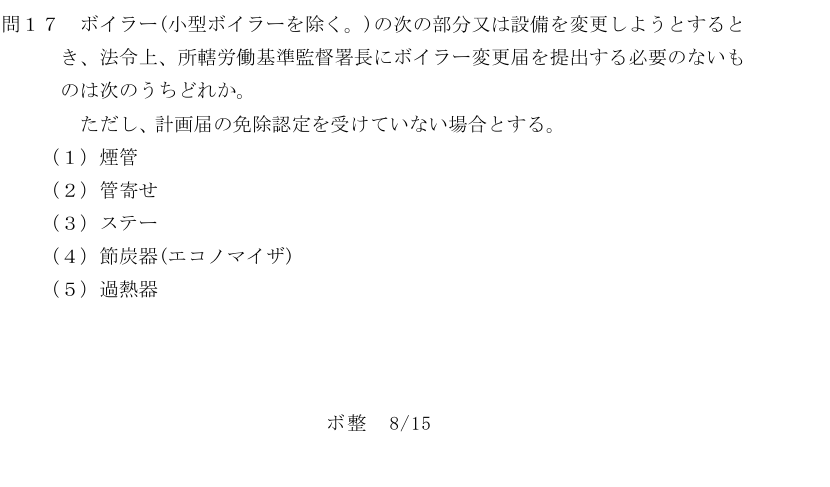 問１７　ボイラー(小型ボイラーを除く。)の次の部分又は設備を変更しようとすると
き、法令上、所轄労働基準監督署長にボイラー変更届を提出する必要のないも
のは次のうちどれか。
ただし、計画届の免除認定を受けていない場合とする。
（１）煙管
（２）管寄せ
（３）ステー
（４）節炭器(エコノマイザ)
（５）過熱器
ボ整　8/15